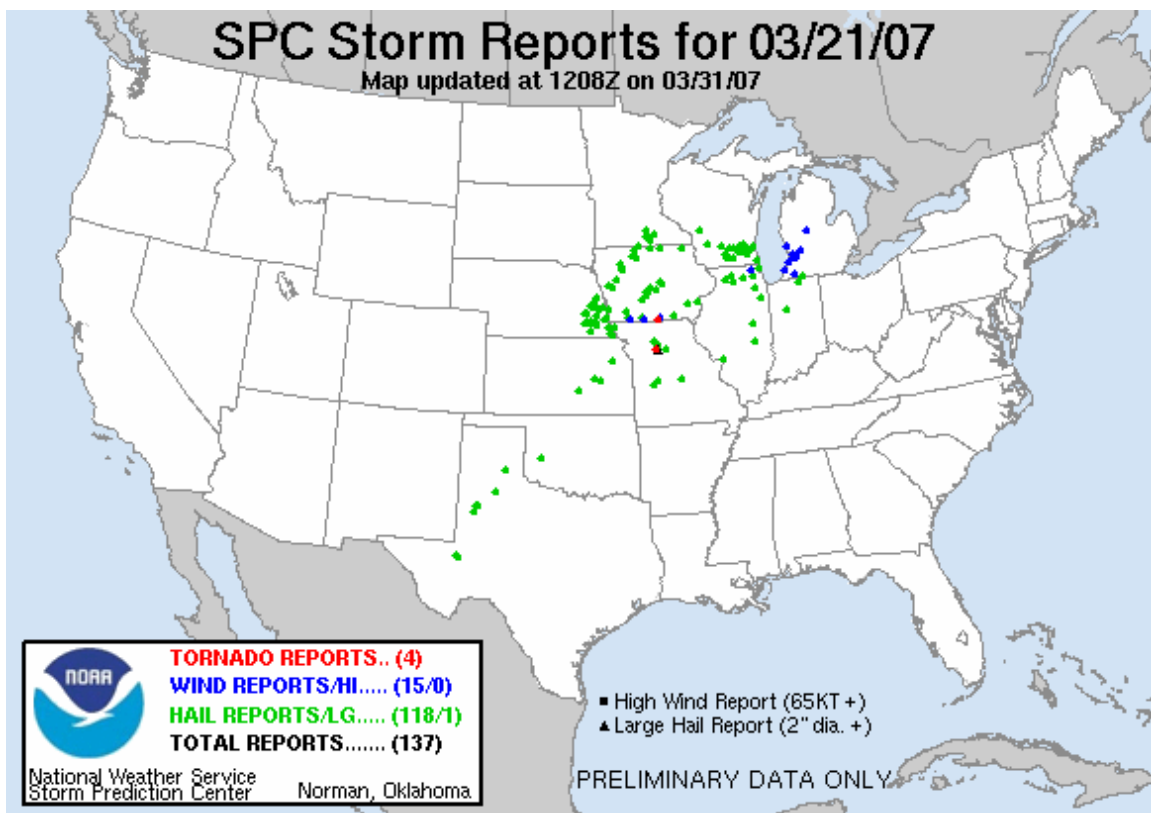 SPC Storm Reports for 03/21/07
Map updated at 1208Z on 03/31/07
NOAA
TORNADO REPORTS.. (4)
WIND REPORTS/HI..... (15/0)
HAIL REPORTS/LG..... (118/1)
TOTAL REPORTS....... (137)
National Weather Service
Storm Prediction Center
Norman, Oklahoma
High Wind Report (65KT +)
Large Hail Report (2" dia. +)
PRELIMINARY DATA ONLY